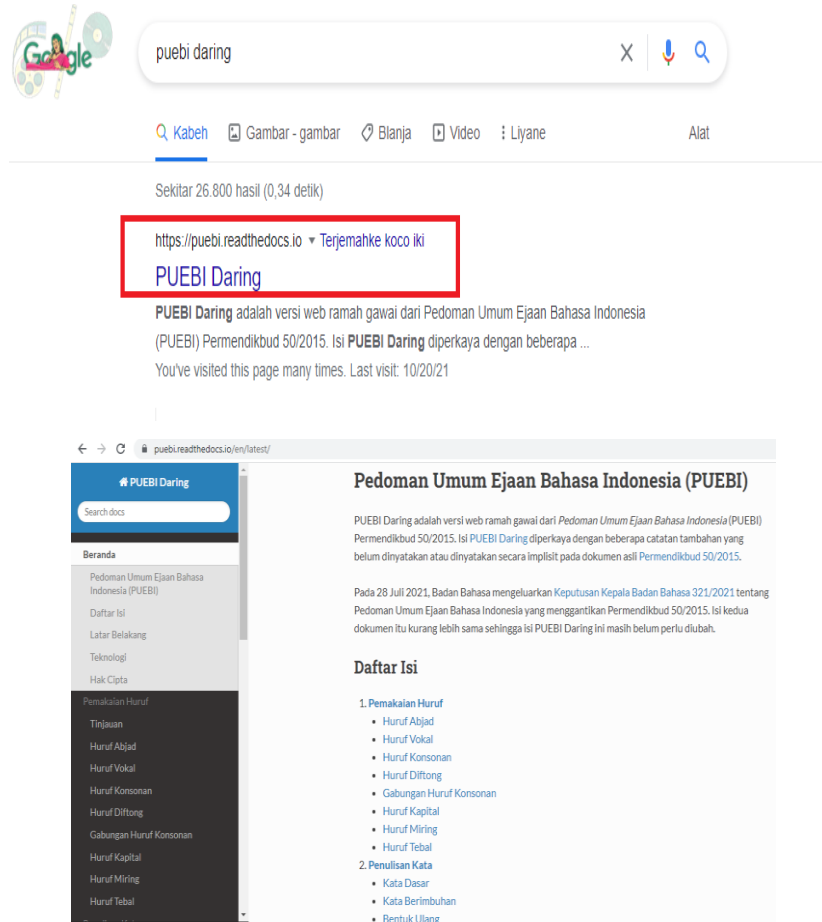 Google
puebi daring
Kabeh Gambar - gambar Blanja Video Liyane Alat
Sekitar 26.800 hasil (0,34 detik)
https://puebi.readthedocs.io ▼ Terjemahke koco iki
PUEBI Daring
PUEBI Daring adalah versi web ramah gawai dari Pedoman Umum Ejaan Bahasa Indonesia
(PUEBI) Permendikbud 50/2015. Isi PUEBI Daring diperkaya dengan beberapa ...
You've visited this page many times. Last visit: 10/20/21
puebi.readthedocs.io/en/latest/
PUEBI Daring
Search docs
Beranda
Pedoman Umum Ejaan Bahasa
Indonesia (PUEBI)
Daftar Isi
Latar Belakang
Teknologi
Hak Cipta
Pemakaian Huruf
Tinjauan
Huruf Abjad
Huruf Vokal
Huruf Konsonan
Huruf Diftong
Gabungan Huruf Konsonan
Huruf Kapital
Huruf Miring
Huruf Tebal
Pedoman Umum Ejaan Bahasa Indonesia (PUEBI)
PUEBI Daring adalah versi web ramah gawai dari Pedoman Umum Ejaan Bahasa Indonesia (PUEBI)
Permendikbud 50/2015. Isi PUEBI Daring diperkaya dengan beberapa catatan tambahan yang
belum dinyatakan atau dinyatakan secara implisit pada dokumen asli Permendikbud 50/2015.
Pada 28 Juli 2021, Badan Bahasa mengeluarkan Keputusan Kepala Badan Bahasa 321/2021 tentang
Pedoman Umum Ejaan Bahasa Indonesia yang menggantikan Permendikbud 50/2015. Isi kedua
dokumen itu kurang lebih sama sehingga isi PUEBI Daring ini masih belum perlu diubah.
Daftar Isi
1. Pemakaian Huruf
• Huruf Abjad
• Huruf Vokal
• Huruf Konsonan
• Huruf Diftong
• Gabungan Huruf Konsonan
• Huruf Kapital
• Huruf Miring
• Huruf Tebal
2. Penulisan Kata
• Kata Dasar
• Kata Berimbuhan
• Bentuk Ulang